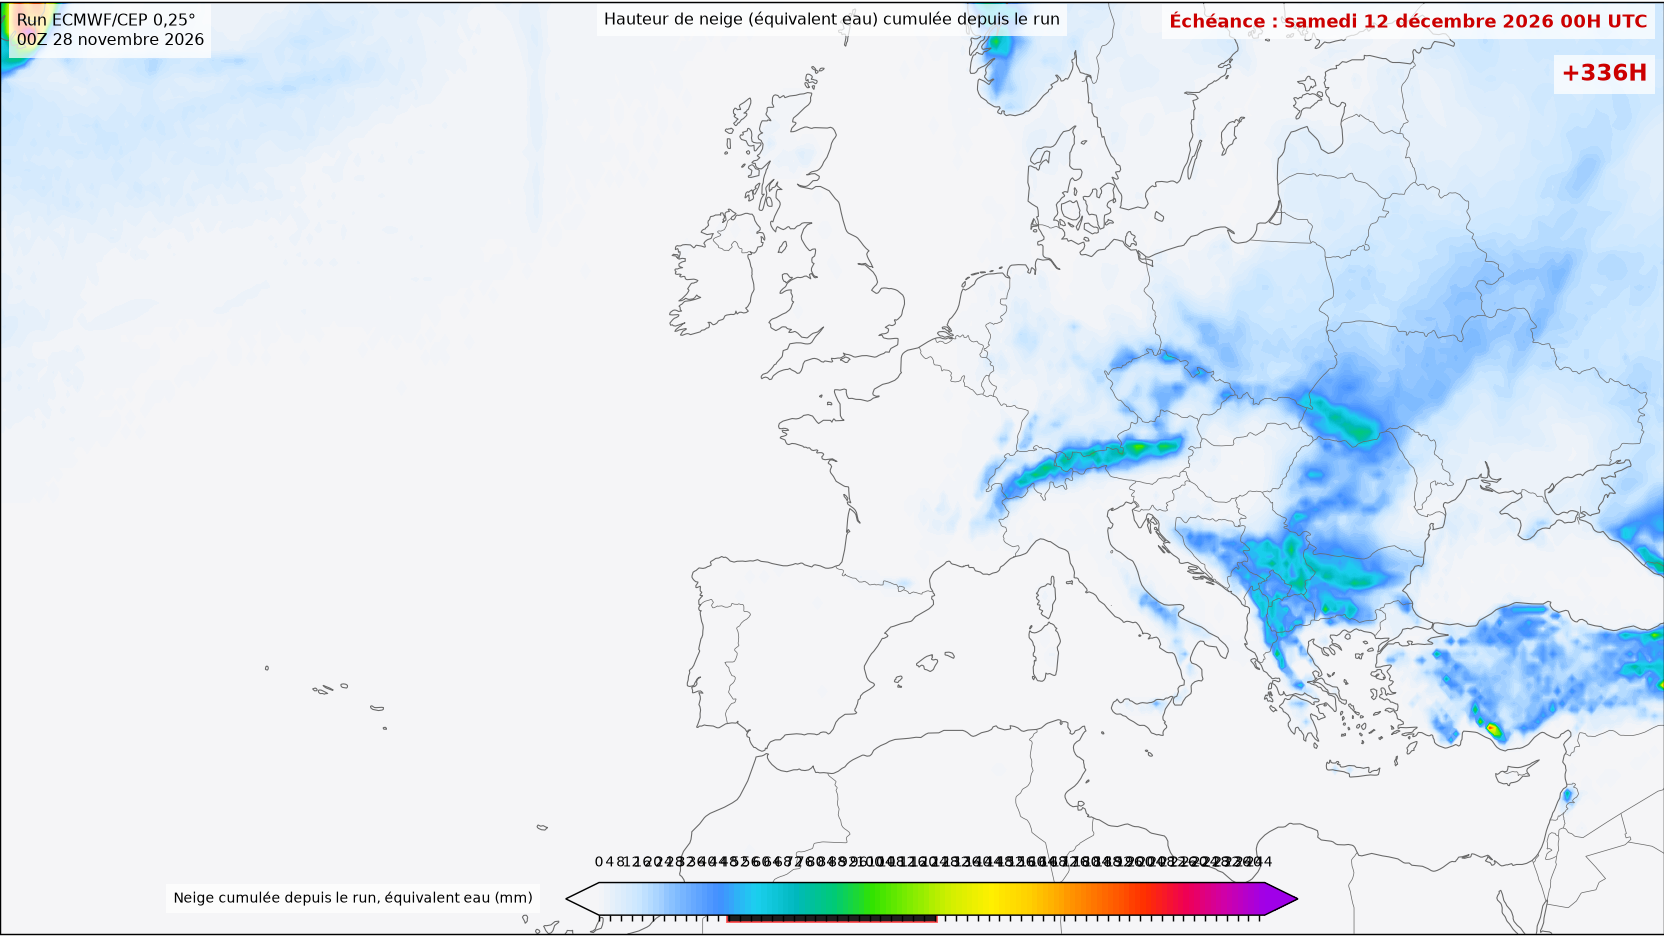 Run ECMWF/CEP 0,25°
00Z 28 novembre 2026
Hauteur de neige (équivalent eau) cumulée depuis le run
Échéance : samedi 12 décembre 2026 00H UTC
+336H
Neige cumulée depuis le run, équivalent eau (mm)